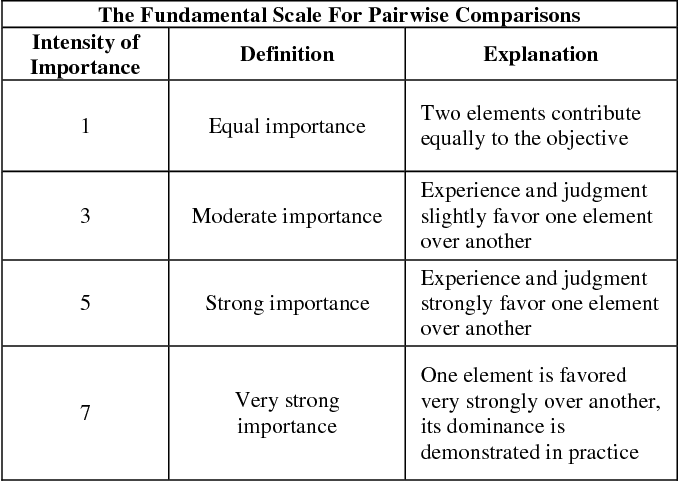 The Fundamental Scale For Pairwise Comparisons
Intensity of
Importance
Definition
Explanation
1
Equal importance
Two elements contribute
equally to the objective
3
Moderate importance
Experience and judgment
slightly favor one element
over another
5
Strong importance
Experience and judgment
strongly favor one element
over another
7
Very strong
importance
One element is favored
very strongly over another,
its dominance is
demonstrated in practice